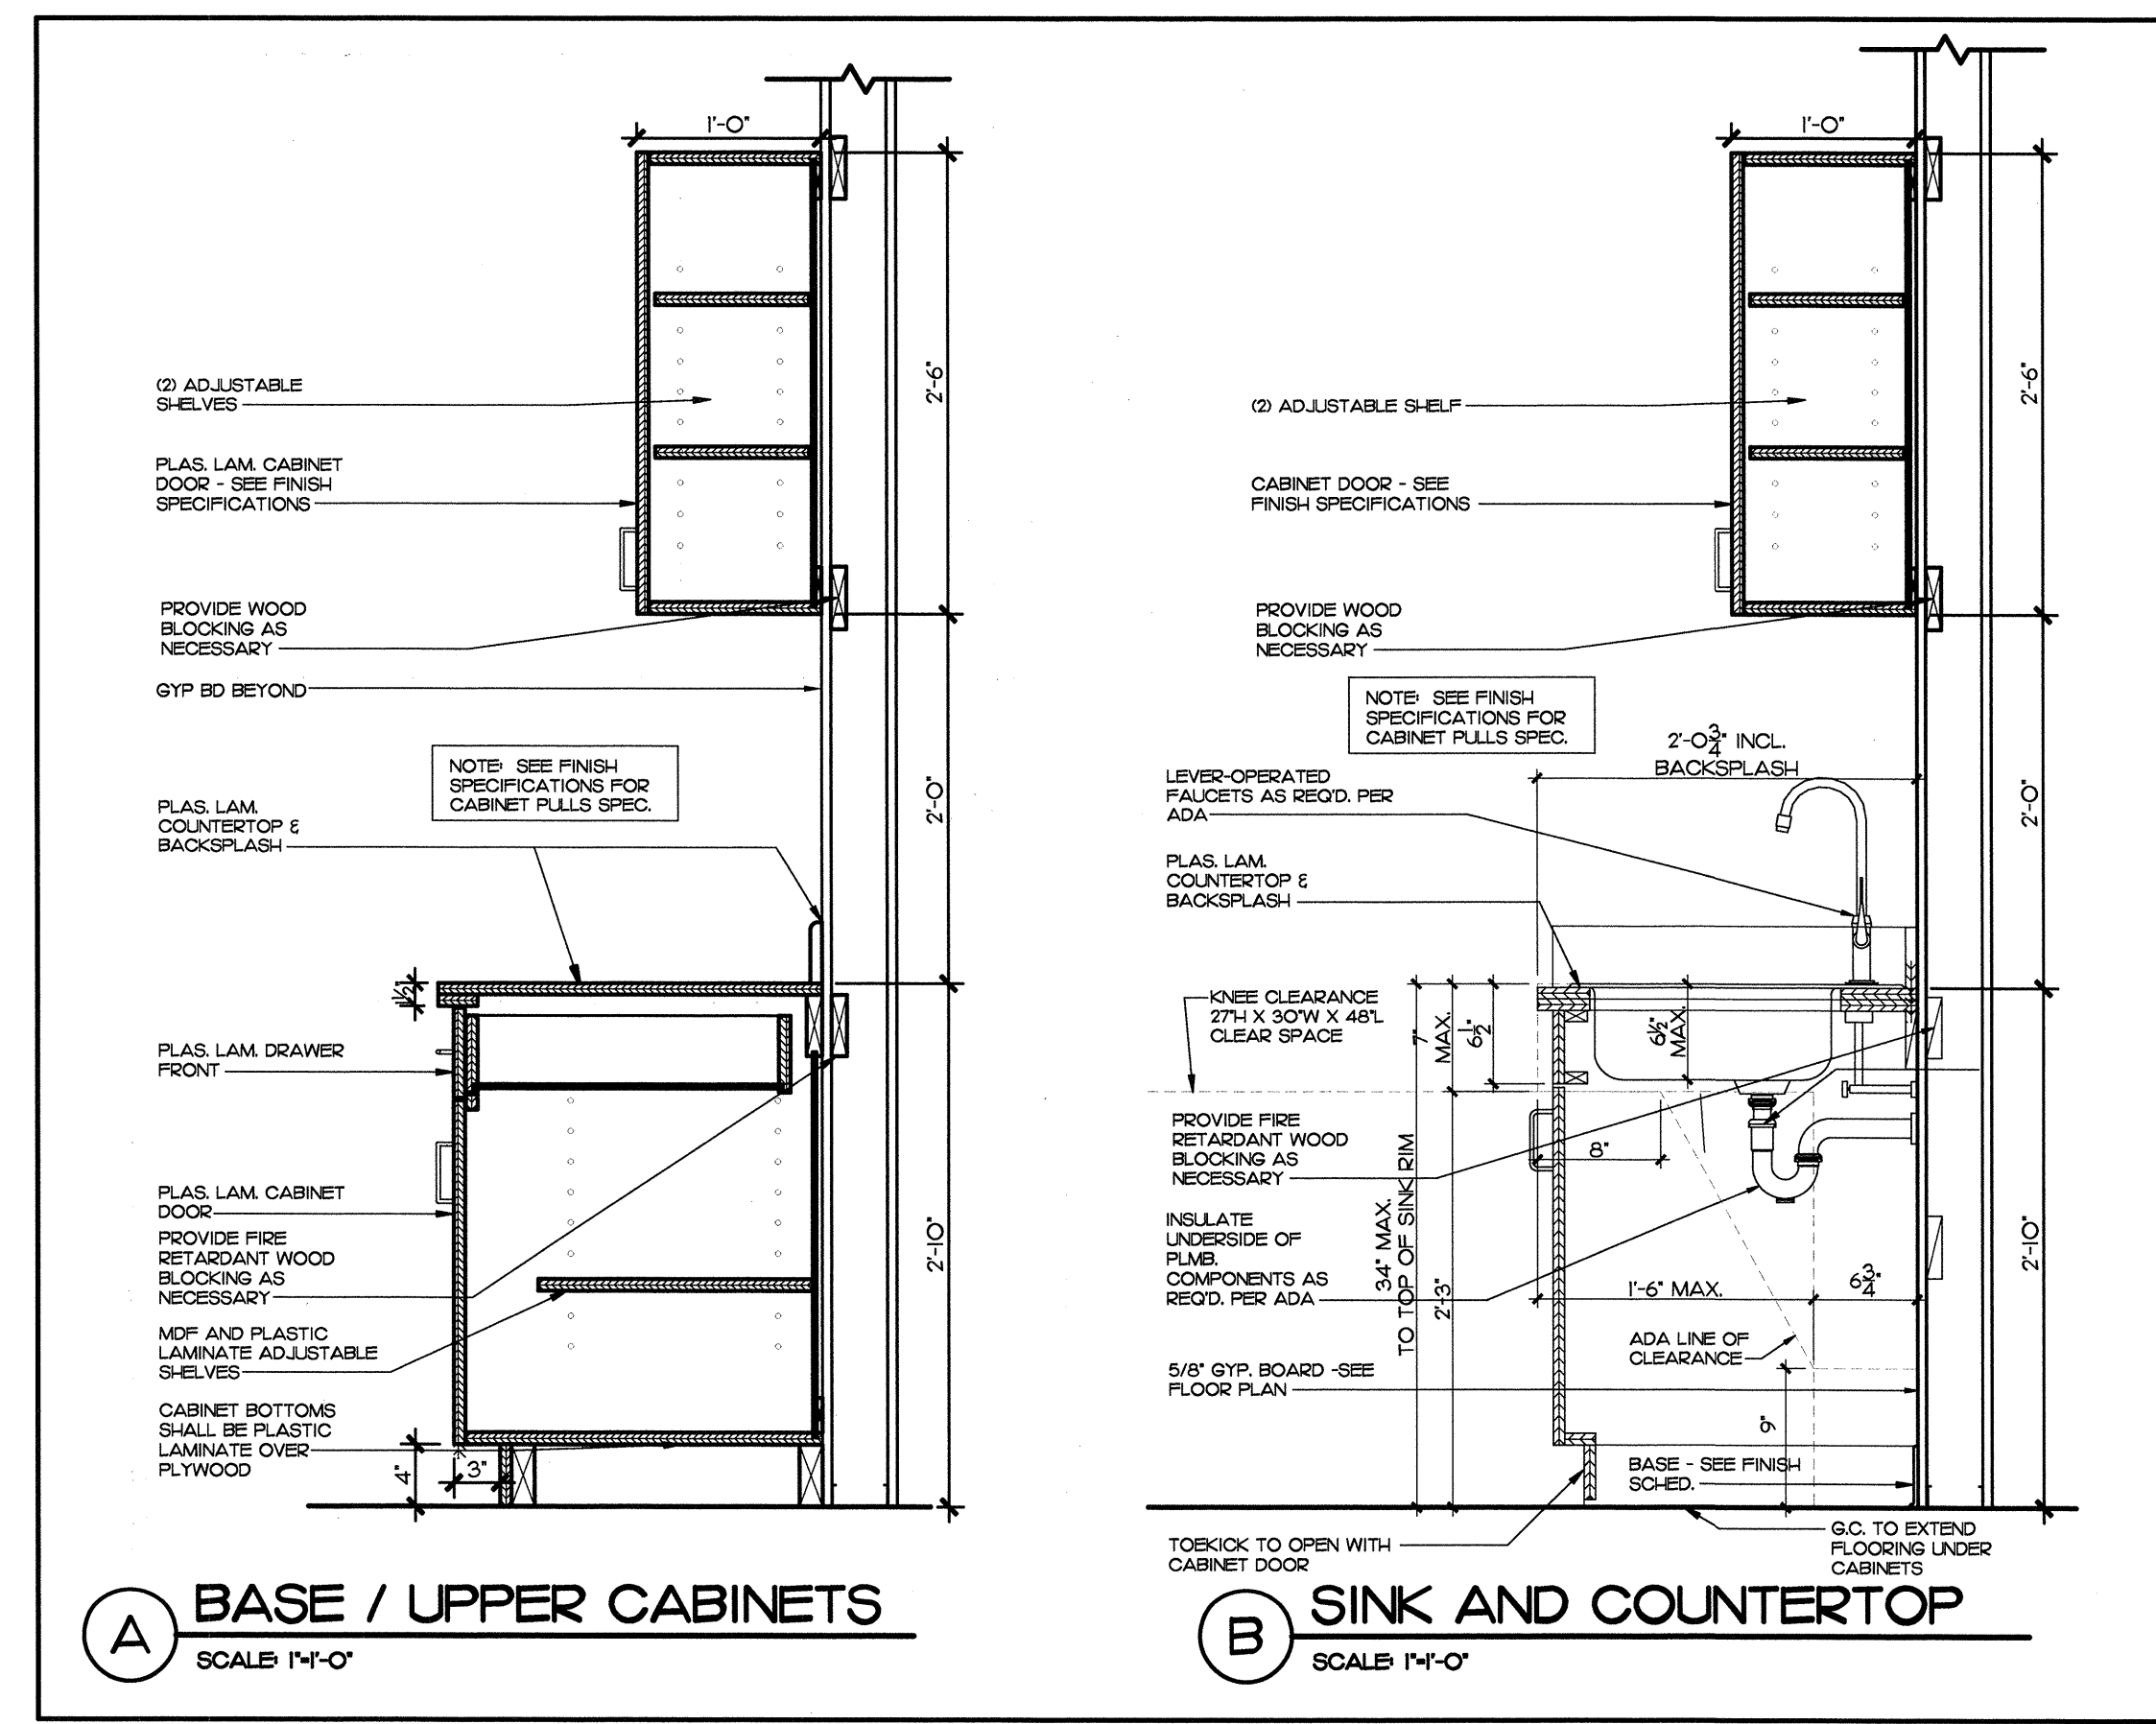 1'-0"
2'-6"
(2) ADJUSTABLE
SHELVES
PLAS. LAM. CABINET
DOOR - SEE FINISH
SPECIFICATIONS
PROVIDE WOOD
BLOCKING AS
NECESSARY
GYP BD BEYOND
NOTE: SEE FINISH
SPECIFICATIONS FOR
CABINET PULLS SPEC.
2'-0"
PLAS. LAM.
COUNTERTOP &
BACKSPLASH
1½"
PLAS. LAM. DRAWER
FRONT
PLAS. LAM. CABINET
DOOR
PROVIDE FIRE
RETARDANT WOOD
BLOCKING AS
NECESSARY
2'-10"
MDF AND PLASTIC
LAMINATE ADJUSTABLE
SHELVES
CABINET BOTTOMS
SHALL BE PLASTIC
LAMINATE OVER
PLYWOOD
4"
3"
A
BASE / UPPER CABINETS
SCALE: 1"=1'-0"
1'-0"
2'-6"
(2) ADJUSTABLE SHELF
CABINET DOOR - SEE
FINISH SPECIFICATIONS
PROVIDE WOOD
BLOCKING AS
NECESSARY
NOTE: SEE FINISH
SPECIFICATIONS FOR
CABINET PULLS SPEC.
2'-0¾" INCL.
BACKSPLASH
2'-0"
LEVER-OPERATED
FAUCETS AS REQ'D. PER
ADA
PLAS. LAM.
COUNTERTOP &
BACKSPLASH
KNEE CLEARANCE
27"H X 30"W X 48"L
CLEAR SPACE
7"
MAX.
6½"
6½"
MAX.
PROVIDE FIRE
RETARDANT WOOD
BLOCKING AS
NECESSARY
8"
INSULATE
UNDERSIDE OF
PLMB.
COMPONENTS AS
REQ'D. PER ADA
34" MAX.
TO TOP OF SINK RIM
2'-3"
1'-6" MAX.
6¾"
2'-10"
ADA LINE OF
CLEARANCE
5/8" GYP. BOARD -SEE
FLOOR PLAN
9"
BASE - SEE FINISH
SCHED.
TOEKICK TO OPEN WITH
CABINET DOOR
G.C. TO EXTEND
FLOORING UNDER
CABINETS
B
SINK AND COUNTERTOP
SCALE: 1"=1'-0"